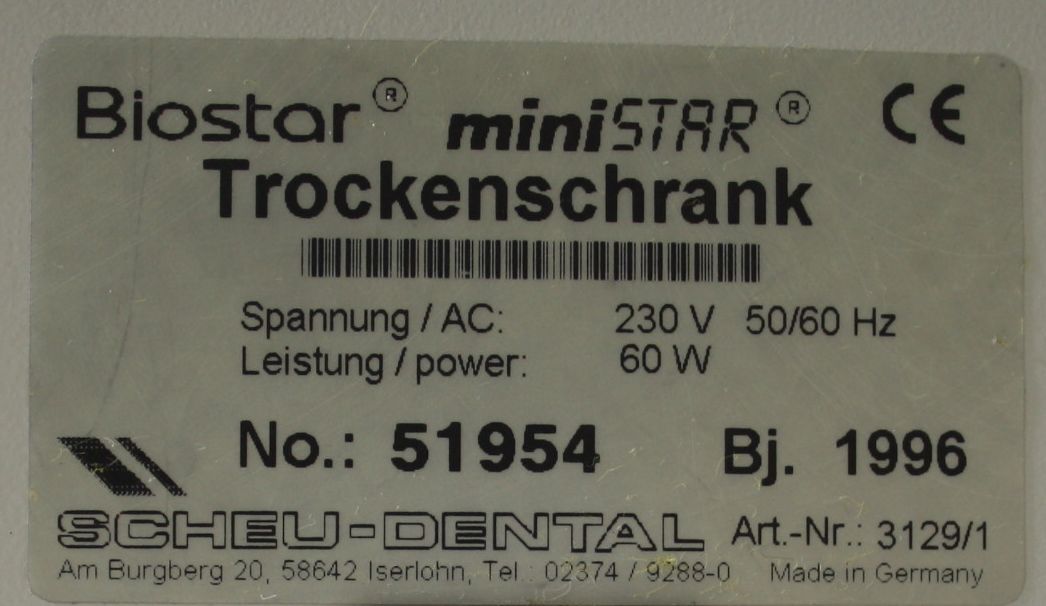 Biostar® miniSTAR® CE
Trockenschrank
Spannung / AC: 230 V 50/60 Hz
Leistung / power: 60 W
No.: 51954 Bj. 1996
SCHEU-DENTAL Art.-Nr.: 3129/1
Am Burgberg 20, 58642 Iserlohn, Tel.: 02374 / 9288-0 Made in Germany